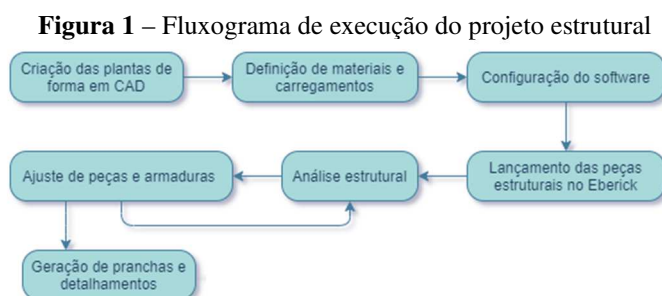 Figura 1 – Fluxograma de execução do projeto estrutural
Criação das plantas de
forma em CAD
Definição de materiais e
carregamentos
Configuração do software
Lançamento das peças
estruturais no Eberick
Análise estrutural
Ajuste de peças e armaduras
Geração de pranchas e
detalhamentos